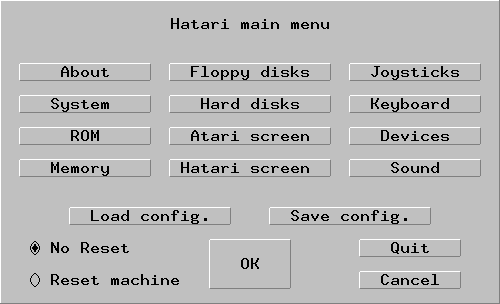 Hatari main menu
About Floppy disks Joysticks
System Hard disks Keyboard
ROM Atari screen Devices
Memory Hatari screen Sound
Load config. Save config.
No Reset
OK
Quit
Reset machine
Cancel